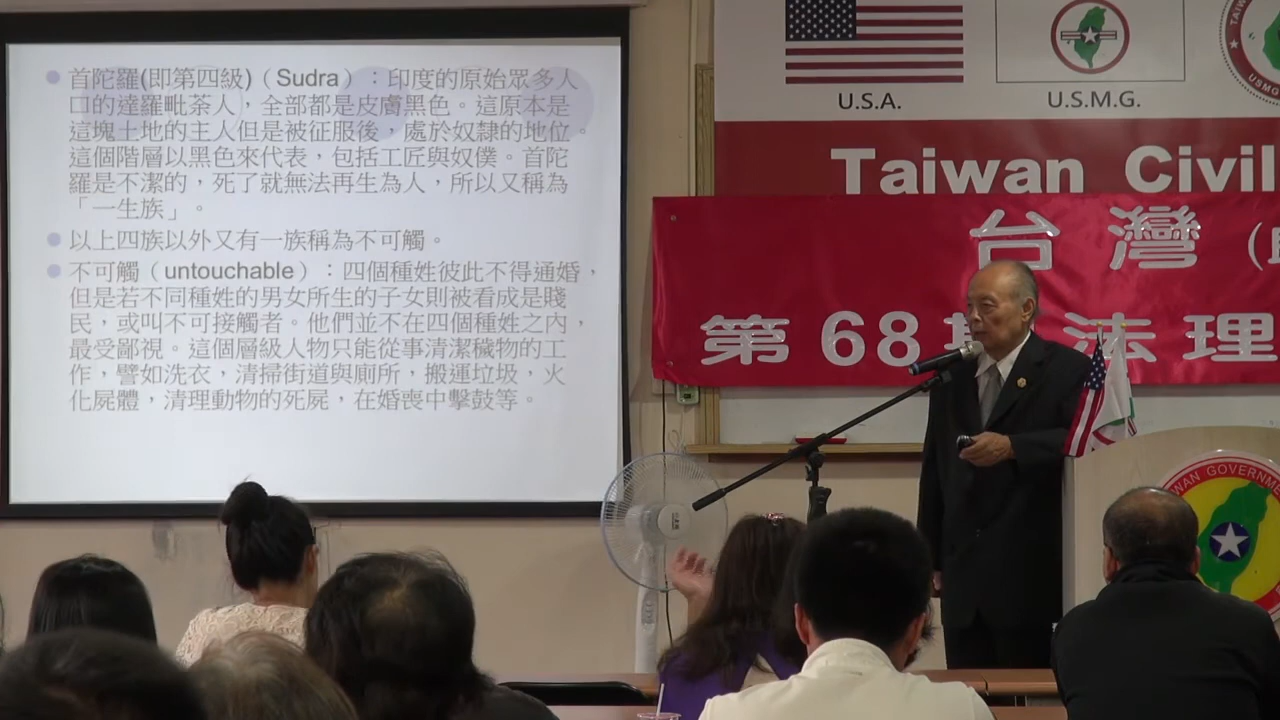 首陀羅(即第四級)（Sudra）：印度的原始眾多人
口的達羅毗荼人，全部都是皮膚黑色。這原本是
這塊土地的主人但是被征服後，處於奴隸的地位。
這個階層以黑色來代表，包括工匠與奴僕。首陀
羅是不潔的，死了就無法再生為人，所以又稱為
「一生族」。
以上四族以外又有一族稱為不可觸。
不可觸（untouchable）：四個種姓彼此不得通婚，
但是若不同種姓的男女所生的子女則被看成是賤
民，或叫不可接觸者。他們並不在四個種姓之內，
最受鄙視。這個層級人物只能從事清潔穢物的工
作，譬如洗衣，清掃街道與廁所，搬運垃圾，火
化屍體，清理動物的死屍，在婚喪中擊鼓等。
U.S.A.
U.S.M.G.
Taiwan Civil
台灣
第68期法理
WAN GOVERNME